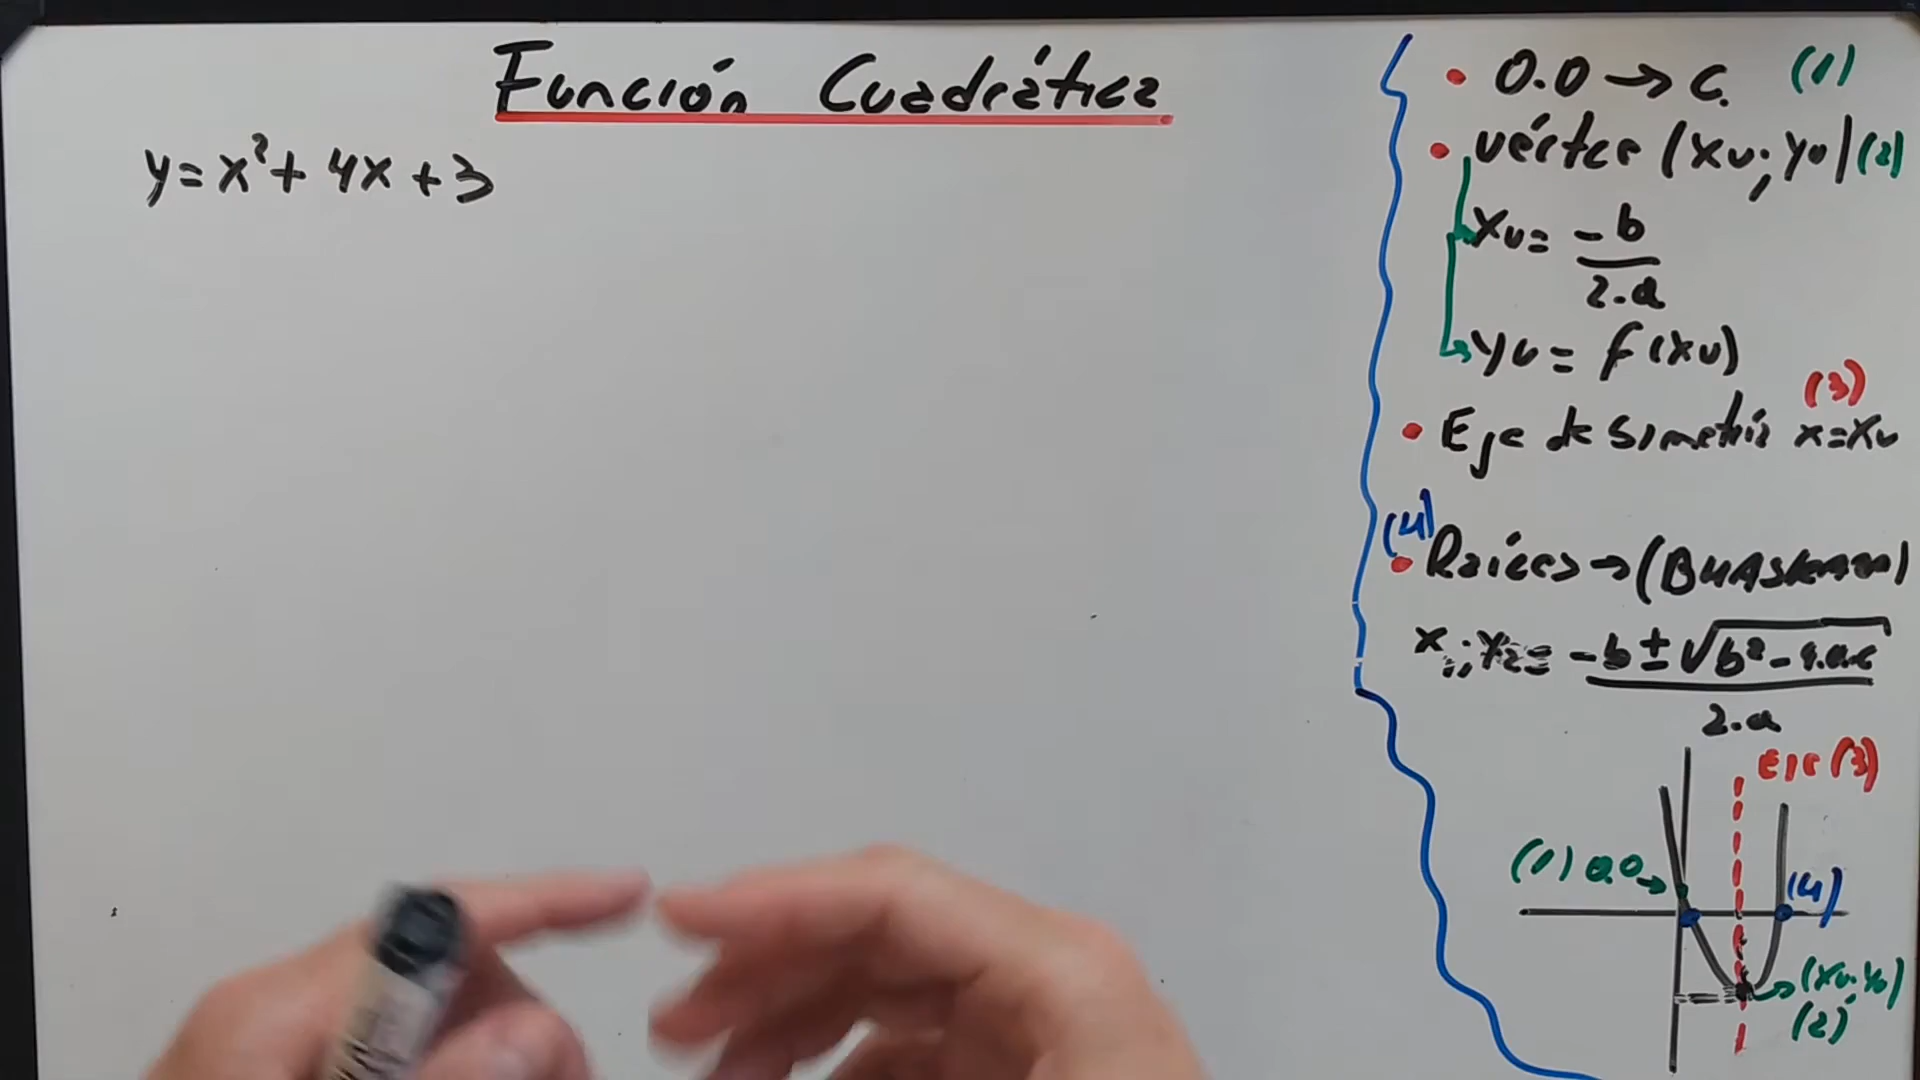 Función Cuadrática
y = x² + 4x + 3
• O.O → C. (1)
• vértice (Xv; Yv) (2)
Xv = -b / 2.a
Yv = f(Xv)
(3)
• Eje de Simetría x=Xv
(4)
• Raíces → (BHASKARA)
x₁; x₂ = -b ± √b² - 4.a.c / 2.a
Eje (3)
(1) O.O →
(4)
(Xv; Yv)
(2)